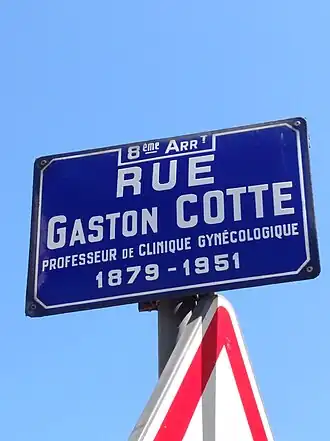 8ème ARRT
RUE
GASTON COTTE
PROFESSEUR DE CLINIQUE GYNÉCOLOGIQUE
1879-1951